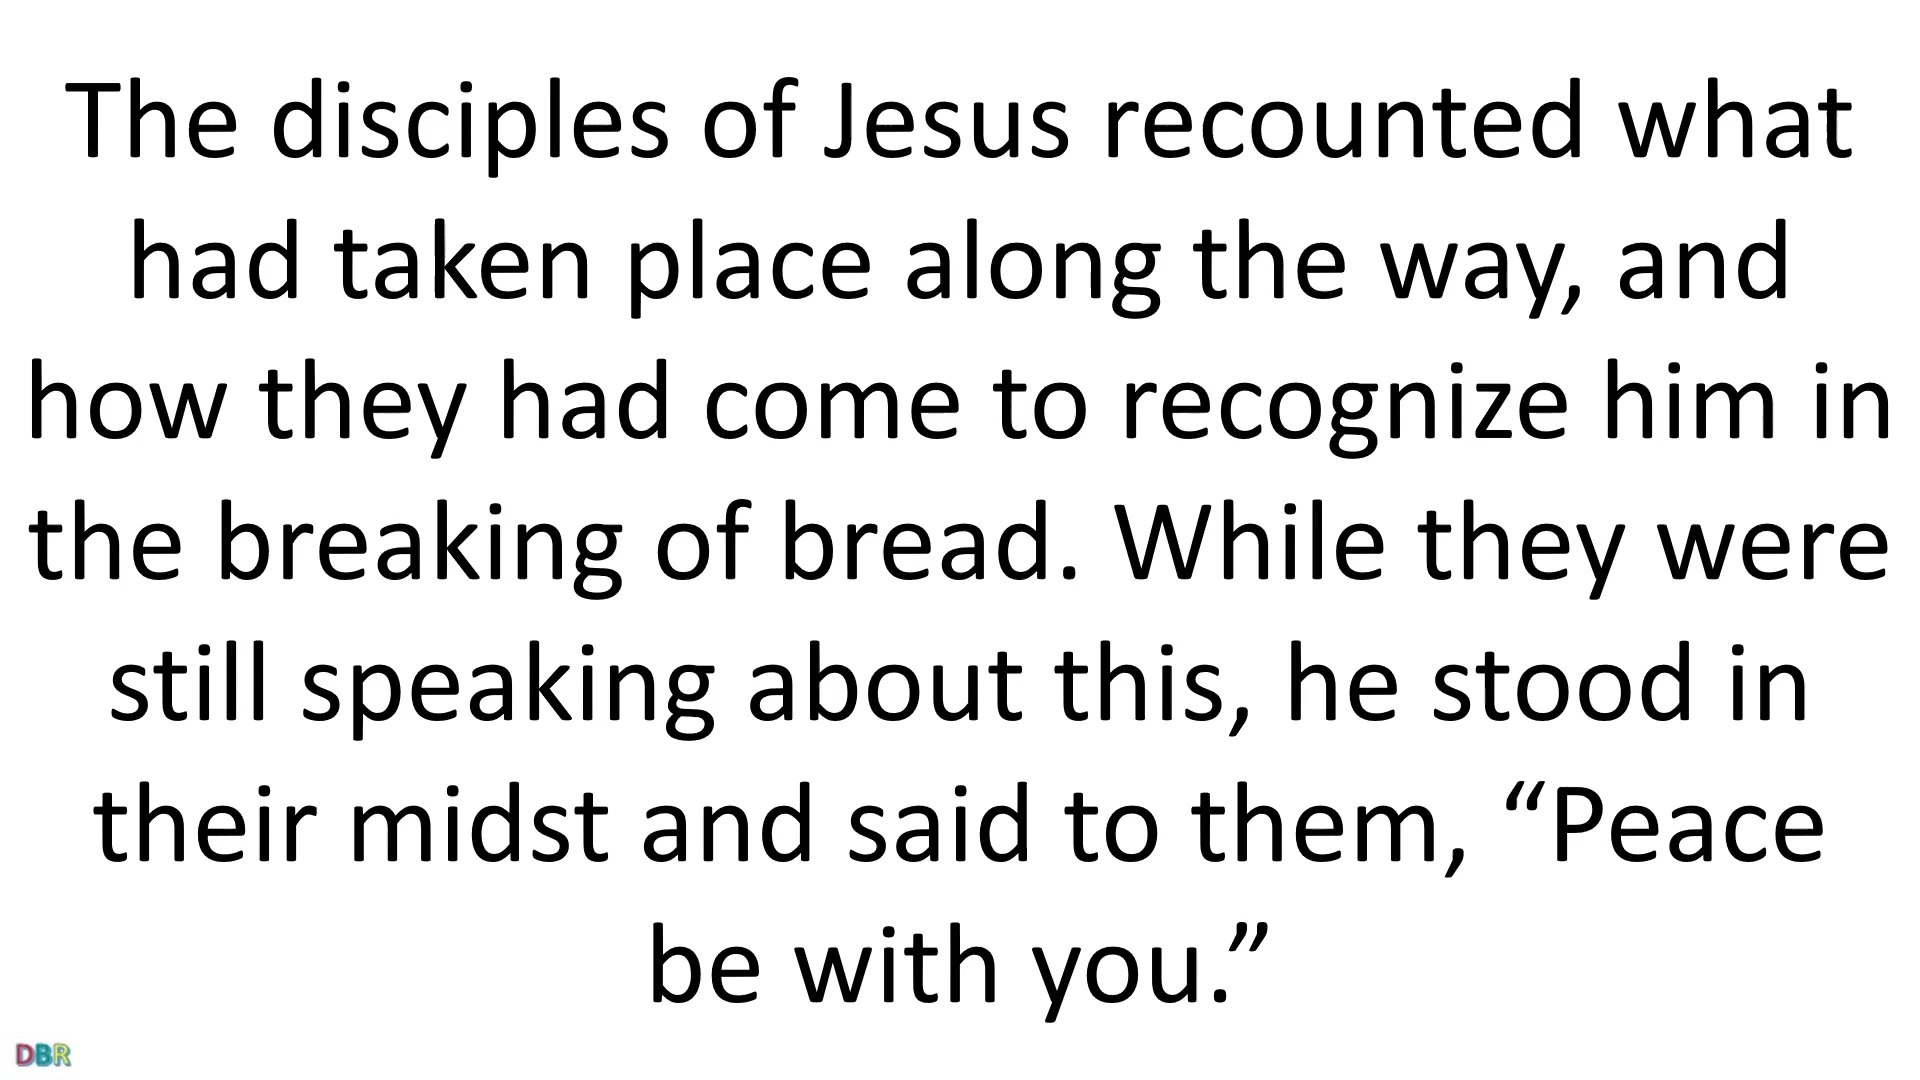 The disciples of Jesus recounted what
had taken place along the way, and
how they had come to recognize him in
the breaking of bread. While they were
still speaking about this, he stood in
their midst and said to them, “Peace
be with you.”
DBR